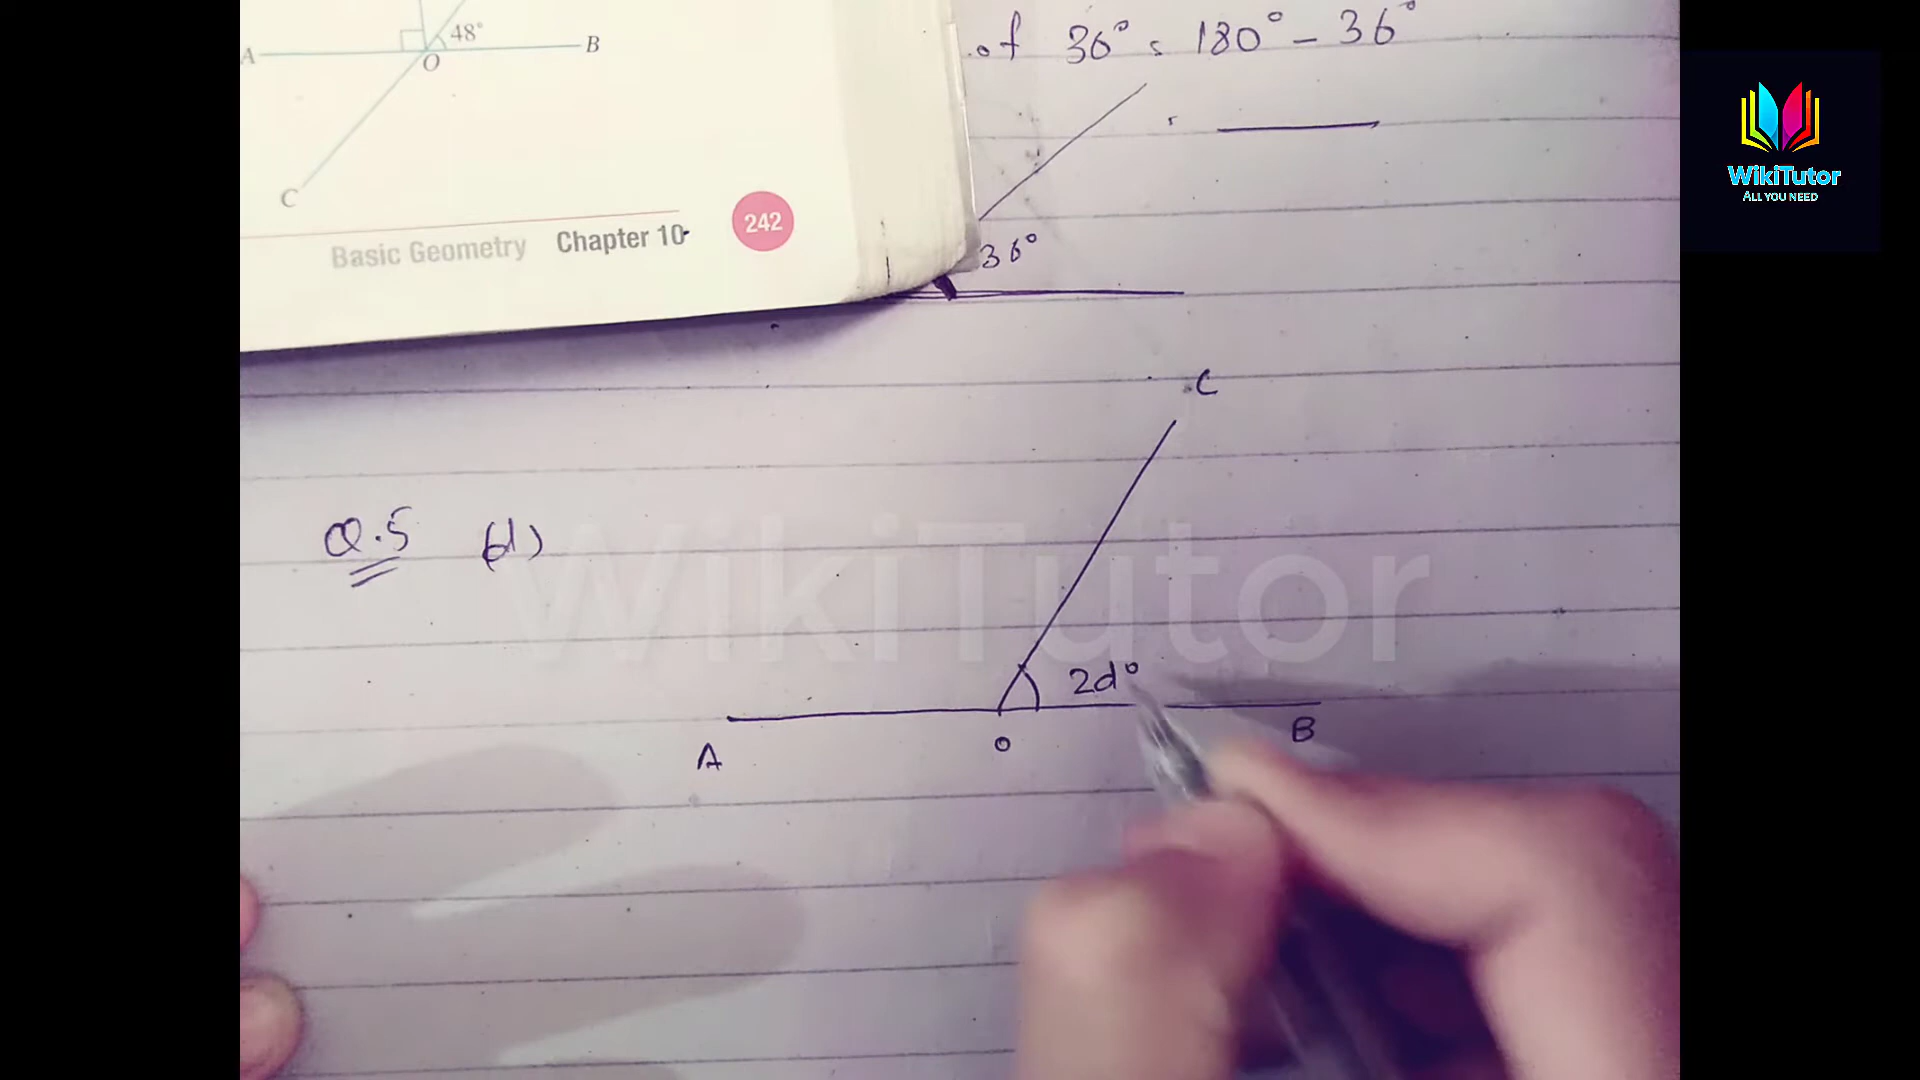 48°
A
B
O
C
Basic Geometry Chapter 10
242
of 36° = 180° - 36°
36°
WikiTutor
ALL YOU NEED
C
Q.5 (d)
WikiTutor
2d°
A
O
B